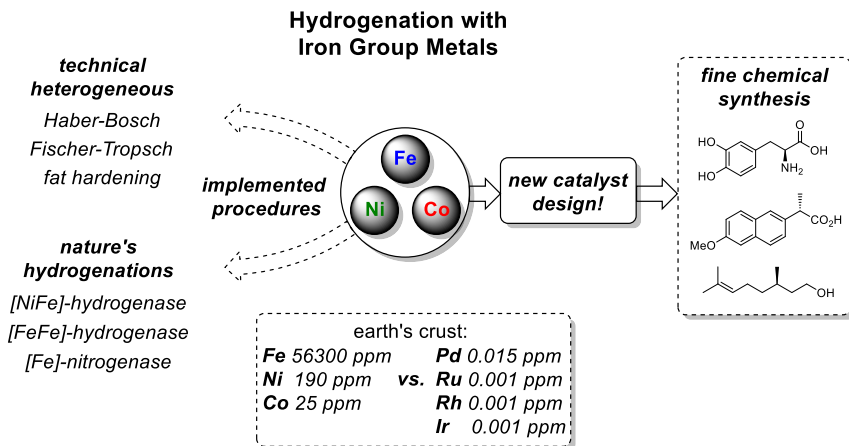 Hydrogenation with
Iron Group Metals
technical
heterogeneous
Haber-Bosch
Fischer-Tropsch
fat hardening
implemented
procedures
nature's
hydrogenations
[NiFe]-hydrogenase
[FeFe]-hydrogenase
[Fe]-nitrogenase
Fe
Ni
Co
new catalyst
design!
fine chemical
synthesis
O
HO
OH
HO
NH2
CO2H
MeO
OH
earth's crust:
Fe 56300 ppm
Ni 190 ppm
Co 25 ppm
vs.
Pd 0.015 ppm
Ru 0.001 ppm
Rh 0.001 ppm
Ir 0.001 ppm